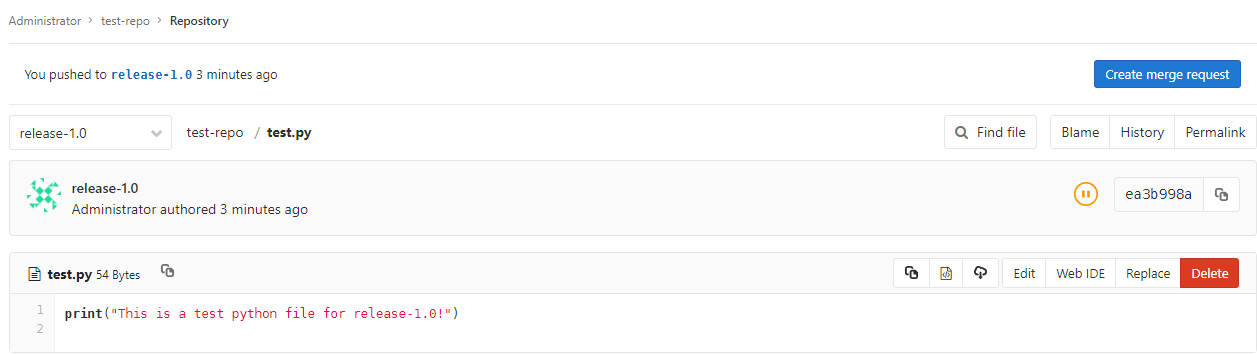 Administrator > test-repo > Repository
You pushed to release-1.0 3 minutes ago Create merge request
release-1.0 test-repo / test.py Find file Blame History Permalink
release-1.0
Administrator authored 3 minutes ago ea3b998a
test.py 54 Bytes Edit Web IDE Replace Delete
1 print("This is a test python file for release-1.0!")
2